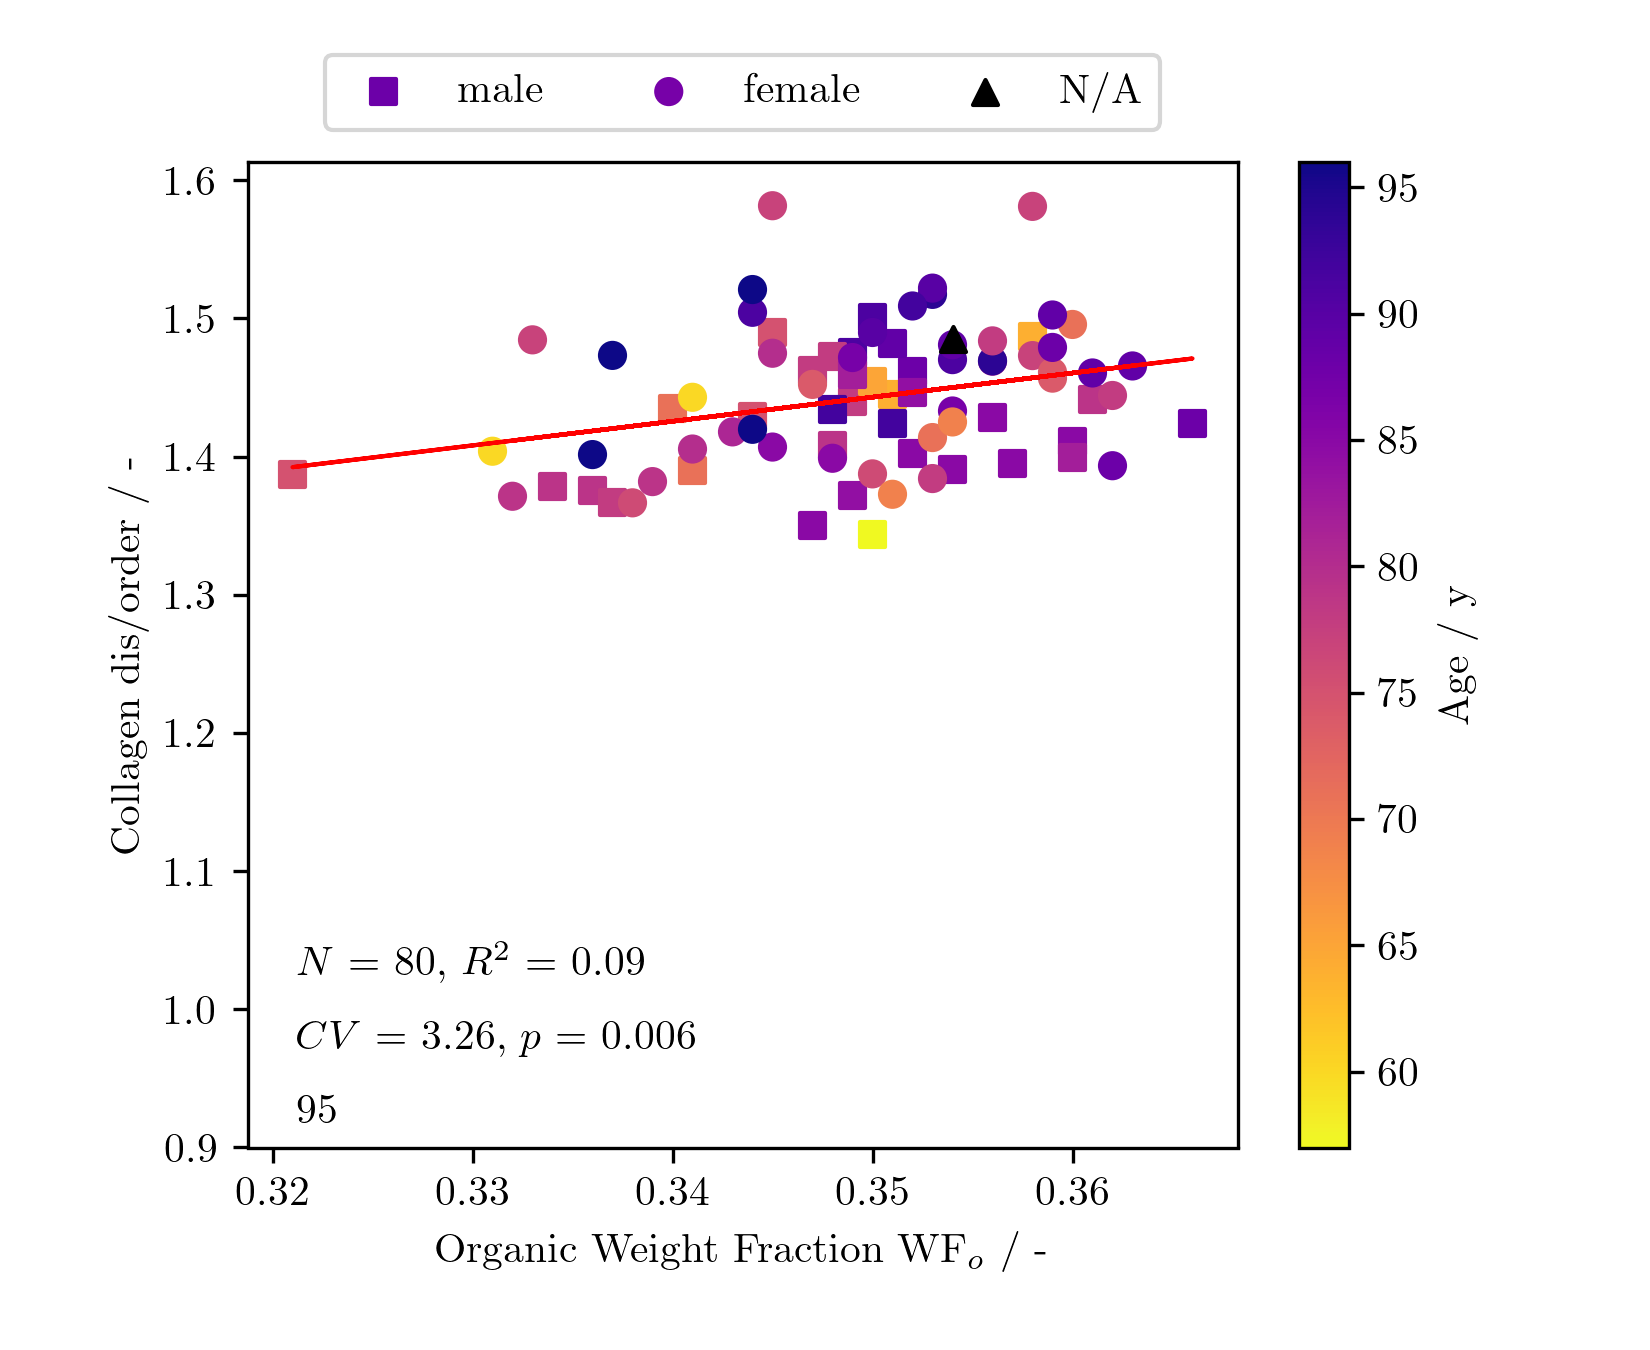 male female N/A
1.6
1.5
1.4
1.3
1.2
1.1
1.0
0.9
Collagen dis/order / -
N = 80, R² = 0.09
CV = 3.26, p = 0.006
95
0.32 0.33 0.34 0.35 0.36
Organic Weight Fraction WFₒ / -
95
90
85
80
75
70
65
60
Age / y